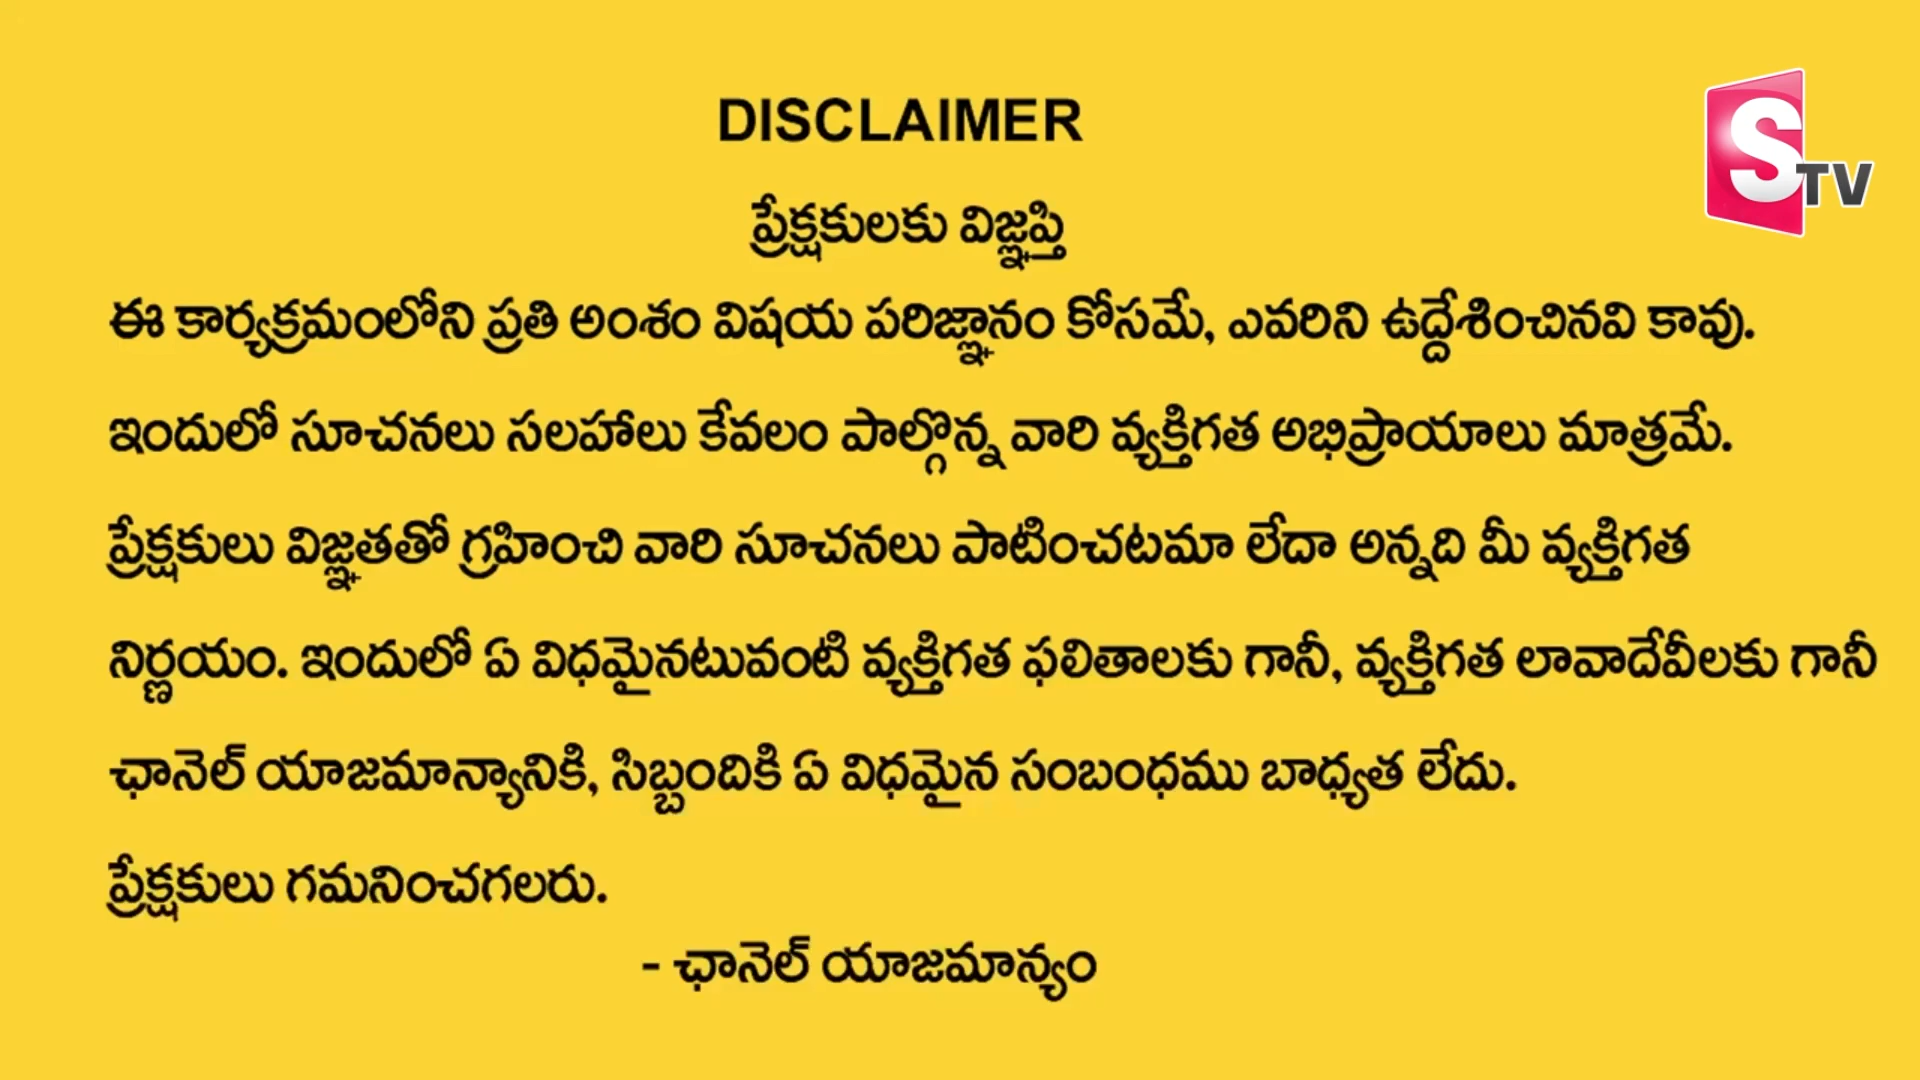 DISCLAIMER
S TV
ప్రేక్షకులకు విజ్ఞప్తి
ఈ కార్యక్రమంలోని ప్రతి అంశం విషయ పరిజ్ఞానం కోసమే, ఎవరిని ఉద్దేశించినవి కావు.
ఇందులో సూచనలు సలహాలు కేవలం పాల్గొన్న వారి వ్యక్తిగత అభిప్రాయాలు మాత్రమే.
ప్రేక్షకులు విజ్ఞతతో గ్రహించి వారి సూచనలు పాటించటమా లేదా అన్నది మీ వ్యక్తిగత
నిర్ణయం. ఇందులో ఏ విధమైనటువంటి వ్యక్తిగత ఫలితాలకు గానీ, వ్యక్తిగత లావాదేవీలకు గానీ
ఛానెల్ యాజమాన్యానికి, సిబ్బందికి ఏ విధమైన సంబంధము బాధ్యత లేదు.
ప్రేక్షకులు గమనించగలరు.
- ఛానెల్ యాజమాన్యం